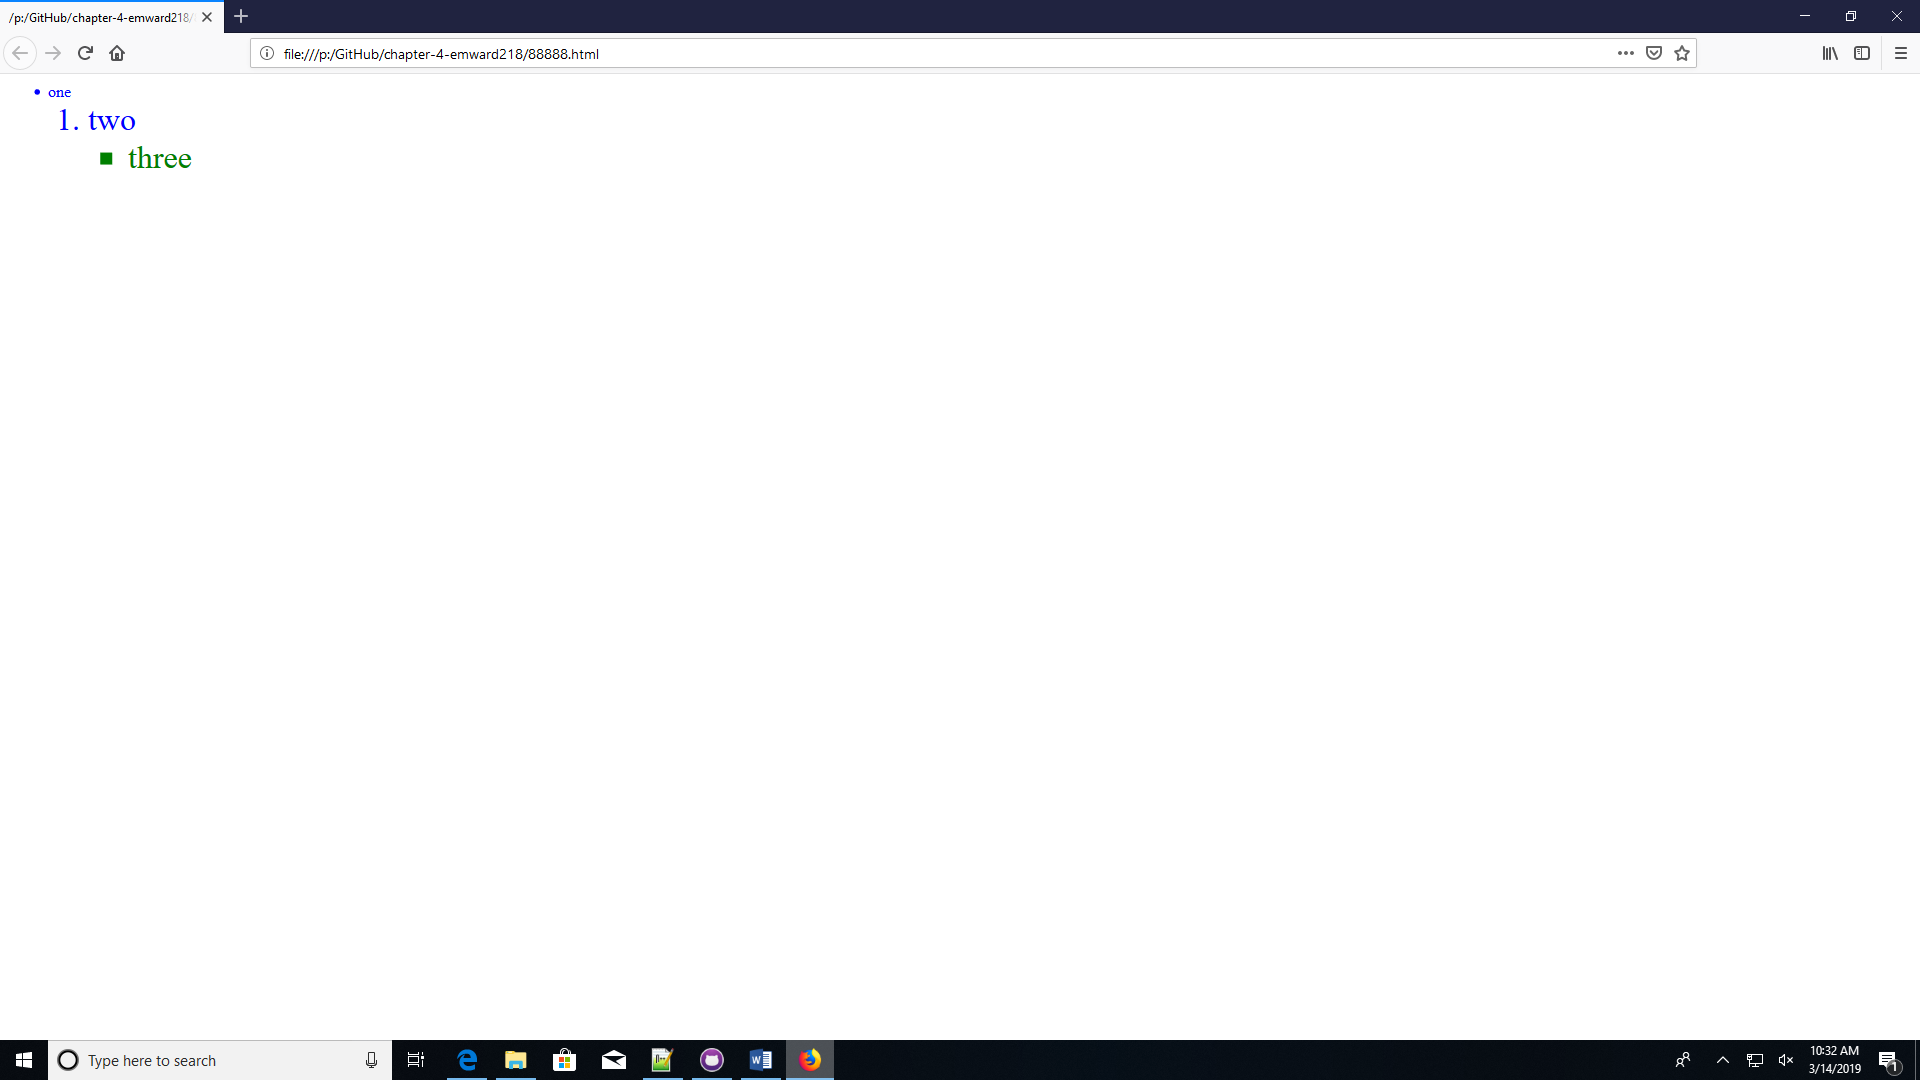 /p:/GitHub/chapter-4-emward218/
file:///p:/GitHub/chapter-4-emward218/88888.html
• one
1. two
▪ three
Type here to search
10:32 AM
3/14/2019
1